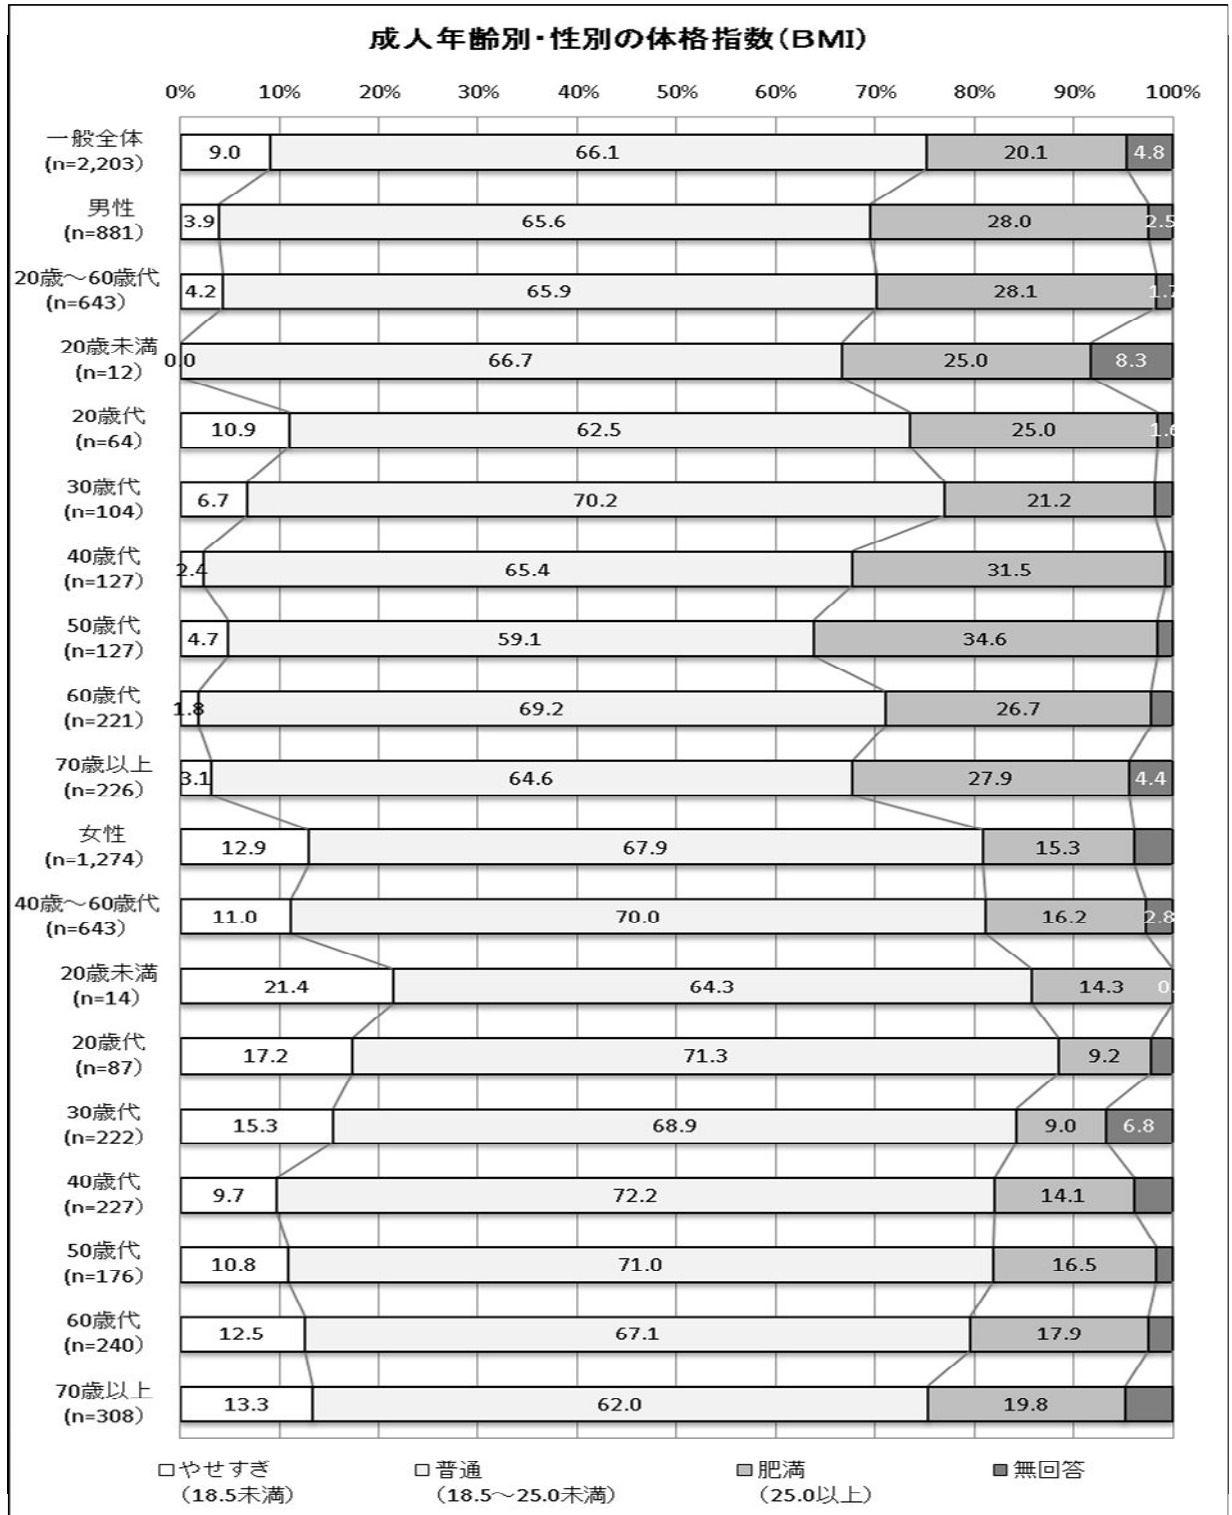 成人年齢別・性別の体格指数（BMI）
0% 10% 20% 30% 40% 50% 60% 70% 80% 90% 100%
一般全体
(n=2,203)
9.0 66.1 20.1 4.8
男性
(n=881)
3.9 65.6 28.0 2.5
20歳～60歳代
(n=643)
4.2 65.9 28.1 1.7
20歳未満
(n=12)
0.0 66.7 25.0 8.3
20歳代
(n=64)
10.9 62.5 25.0 1.6
30歳代
(n=104)
6.7 70.2 21.2
40歳代
(n=127)
2.4 65.4 31.5
50歳代
(n=127)
4.7 59.1 34.6
60歳代
(n=221)
1.8 69.2 26.7
70歳以上
(n=226)
3.1 64.6 27.9 4.4
女性
(n=1,274)
12.9 67.9 15.3
40歳～60歳代
(n=643)
11.0 70.0 16.2 2.8
20歳未満
(n=14)
21.4 64.3 14.3 0.
20歳代
(n=87)
17.2 71.3 9.2
30歳代
(n=222)
15.3 68.9 9.0 6.8
40歳代
(n=227)
9.7 72.2 14.1
50歳代
(n=176)
10.8 71.0 16.5
60歳代
(n=240)
12.5 67.1 17.9
70歳以上
(n=308)
13.3 62.0 19.8
やせすぎ 普通 肥満 無回答
（18.5未満） （18.5～25.0未満） （25.0以上）